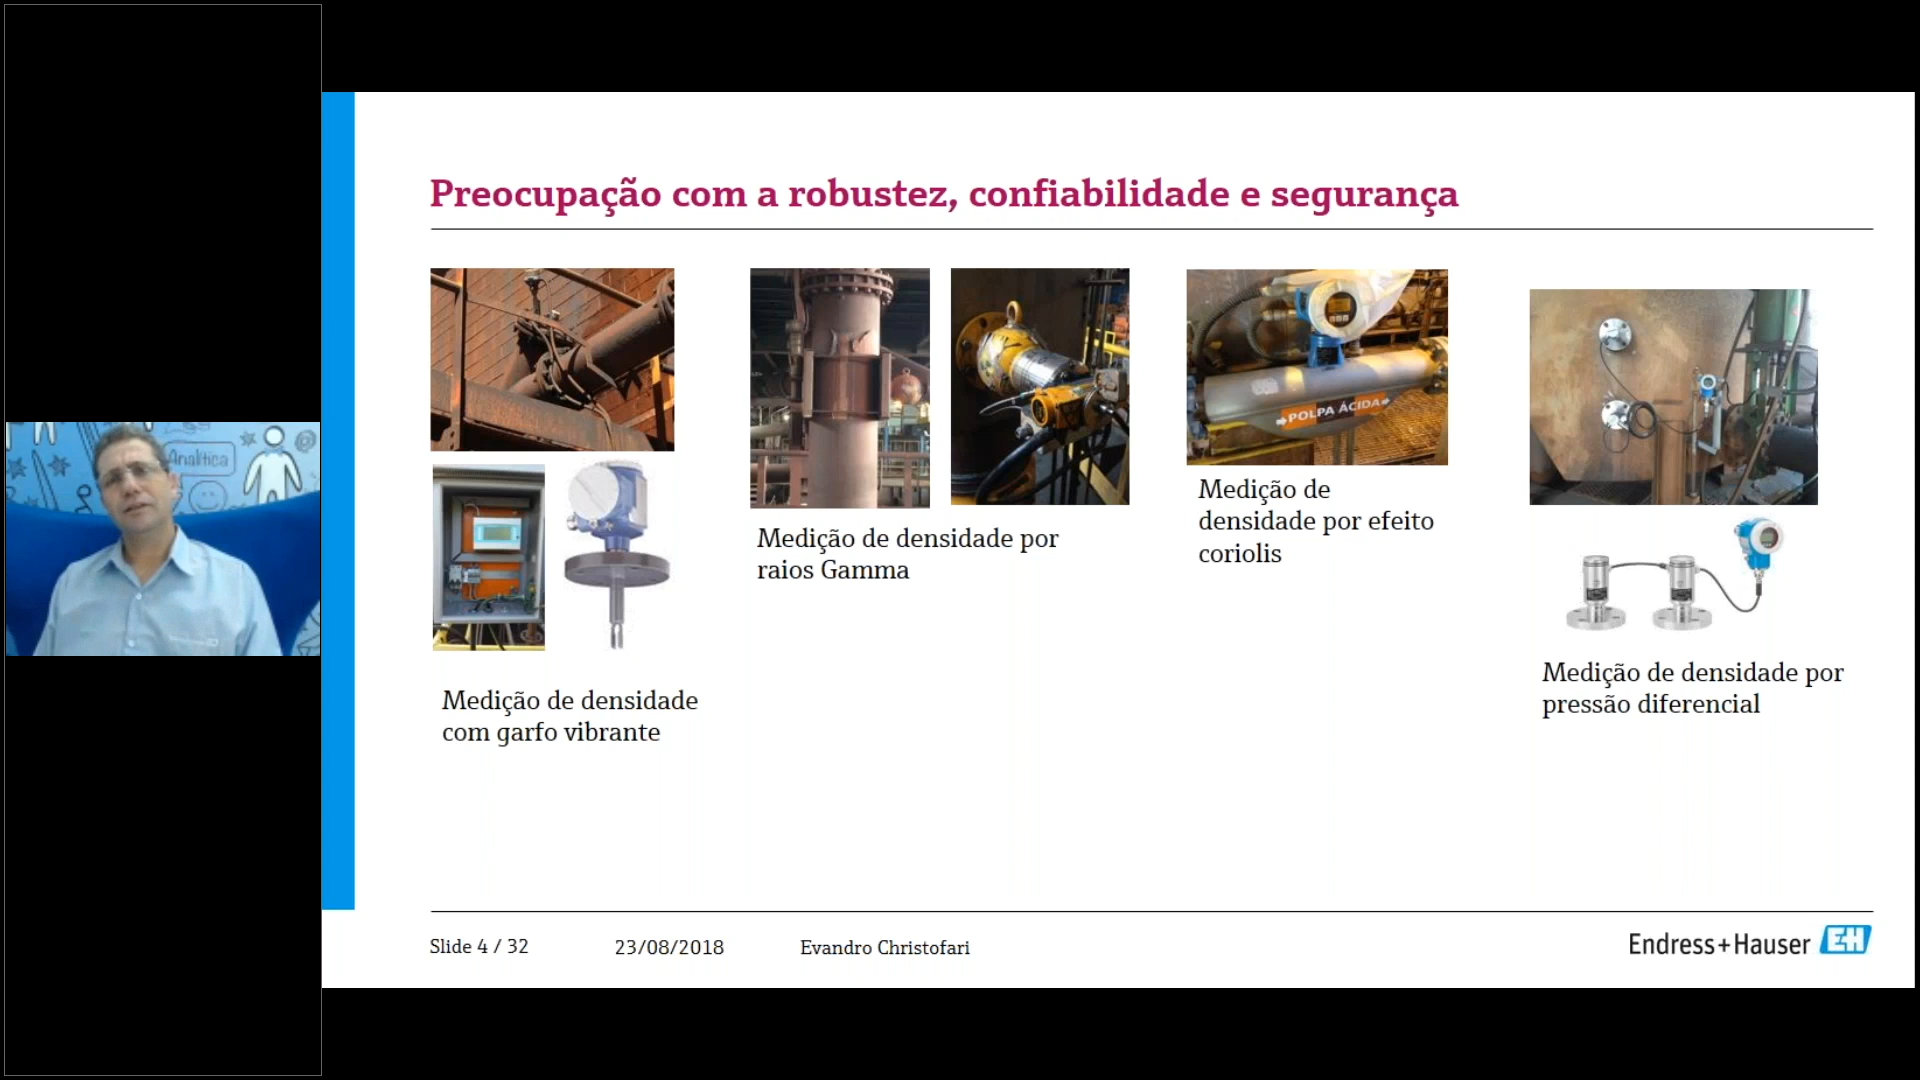 Analítica
Preocupação com a robustez, confiabilidade e segurança
POLPA ÁCIDA
Medição de densidade
com garfo vibrante
Medição de densidade por
raios Gamma
Medição de
densidade por efeito
coriolis
Medição de densidade por
pressão diferencial
Slide 4 / 32
23/08/2018
Evandro Christofari
Endress+Hauser EH